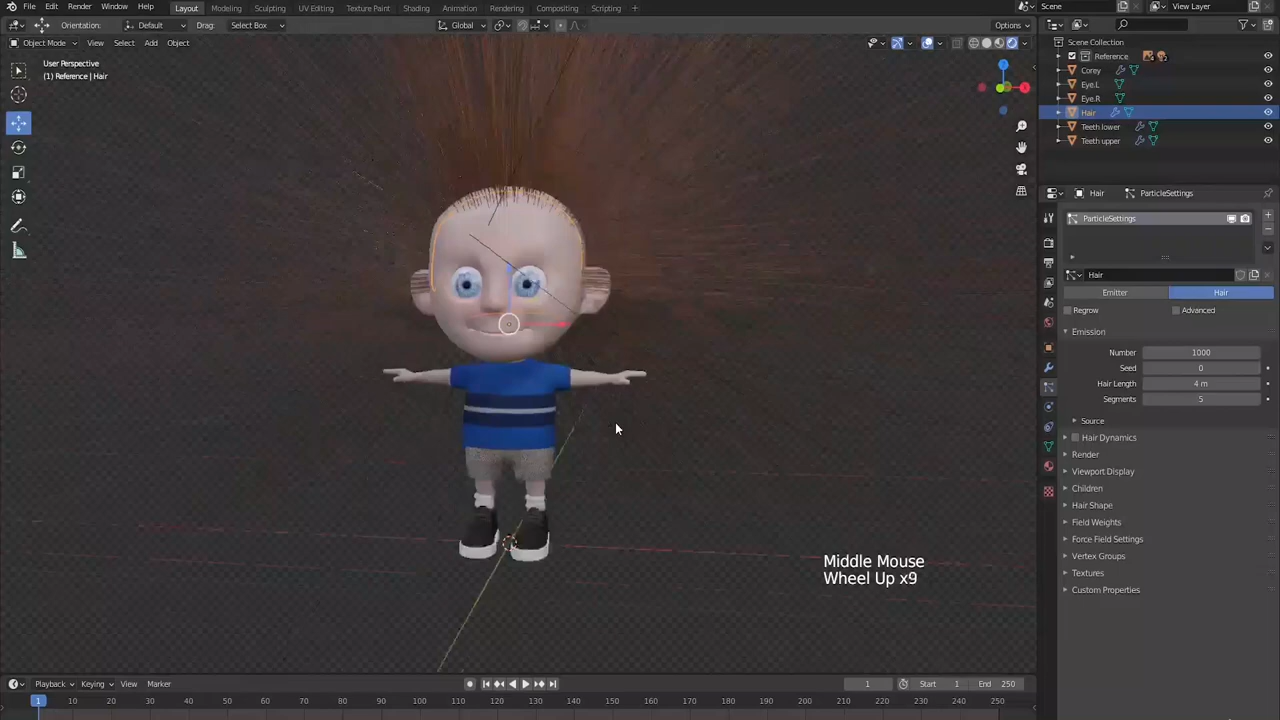 File Edit Render Window Help Layout Modeling Sculpting UV Editing Texture Paint Shading Animation Rendering Compositing Scripting Scene View Layer
Orientation: Default Drag: Select Box Global Options
Object Mode View Select Add Object
User Perspective
(1) Reference | Hair
Scene Collection
Reference
Corey
Eye.L
Eye.R
Hair
Teeth lower
Teeth upper
Hair ParticleSettings
ParticleSettings
Hair
Emitter Hair
Regrow Advanced
Emission
Number 1000
Seed 0
Hair Length 4 m
Segments 5
Source
Hair Dynamics
Render
Viewport Display
Children
Hair Shape
Field Weights
Force Field Settings
Vertex Groups
Textures
Custom Properties
Middle Mouse
Wheel Up x9
Playback Keying View Marker 1 Start 1 End 250
1 10 20 30 40 50 60 70 80 90 100 110 120 130 140 150 160 170 180 190 200 210 220 230 240 250